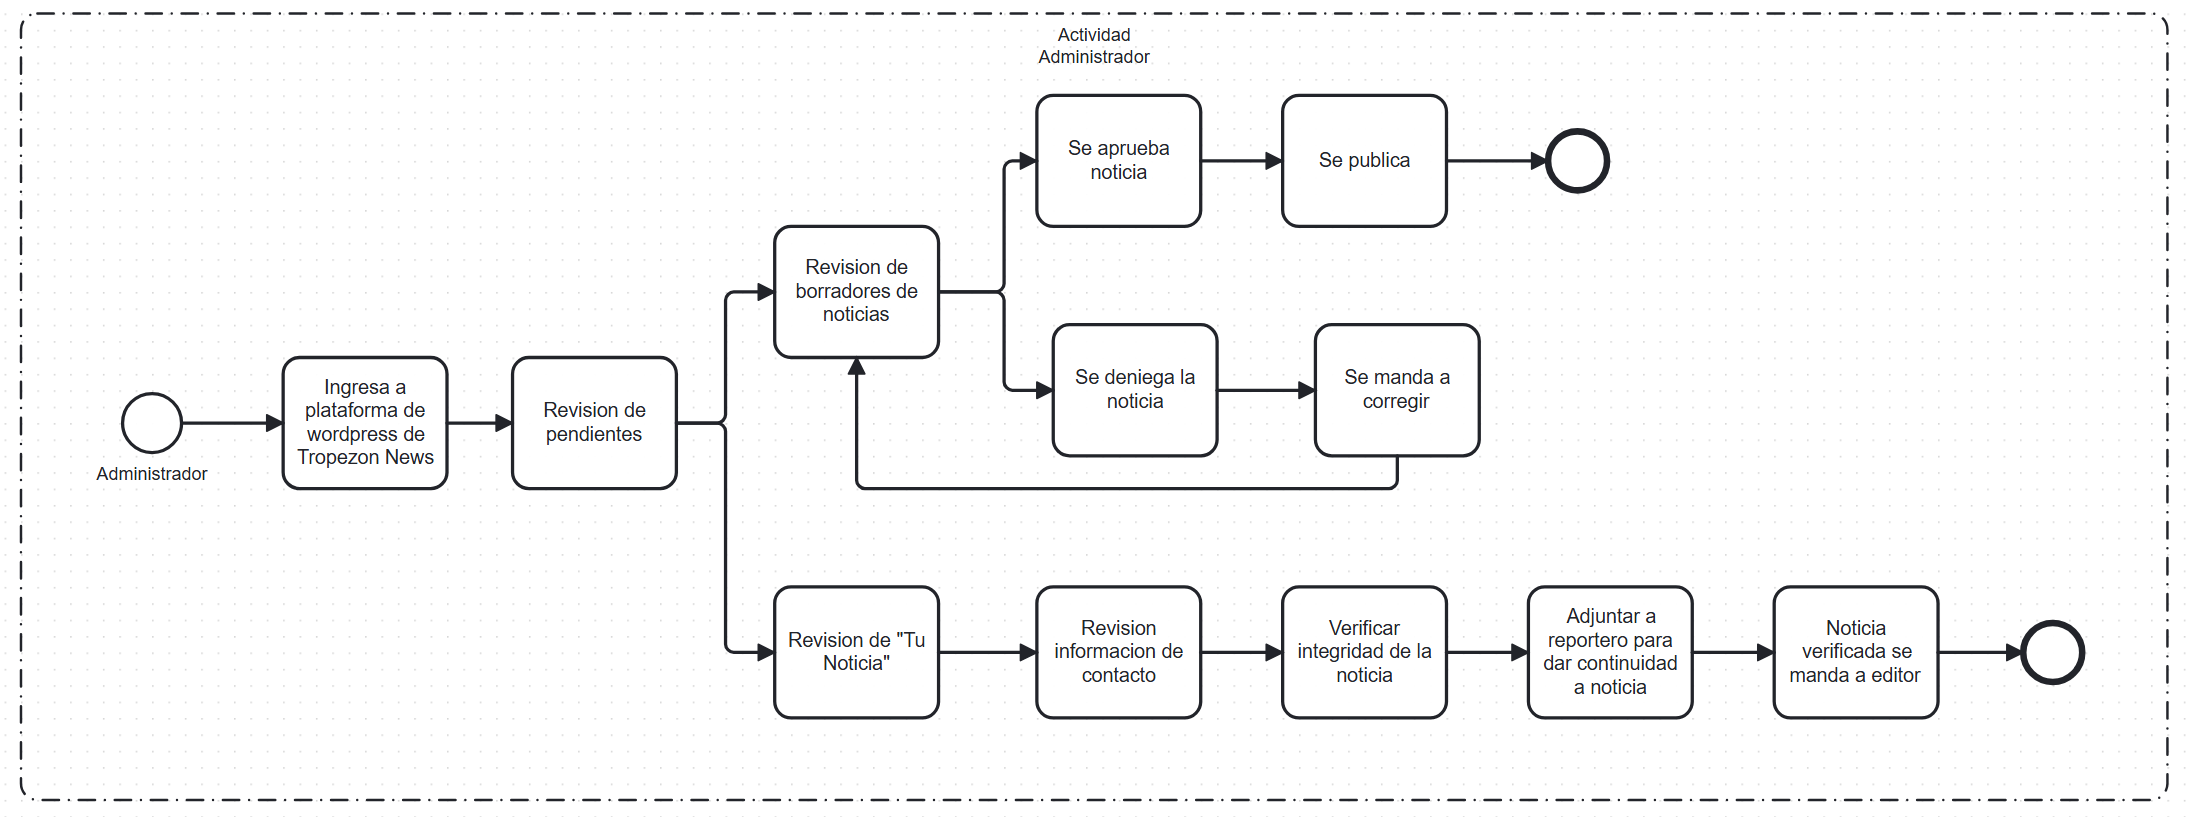 Actividad
Administrador
Se aprueba
noticia
Se publica
Revision de
borradores de
noticias
Se deniega la
noticia
Se manda a
corregir
Ingresa a
plataforma de
wordpress de
Tropezon News
Revision de
pendientes
Administrador
Revision de "Tu
Noticia"
Revision
informacion de
contacto
Verificar
integridad de la
noticia
Adjuntar a
reportero para
dar continuidad
a noticia
Noticia
verificada se
manda a editor